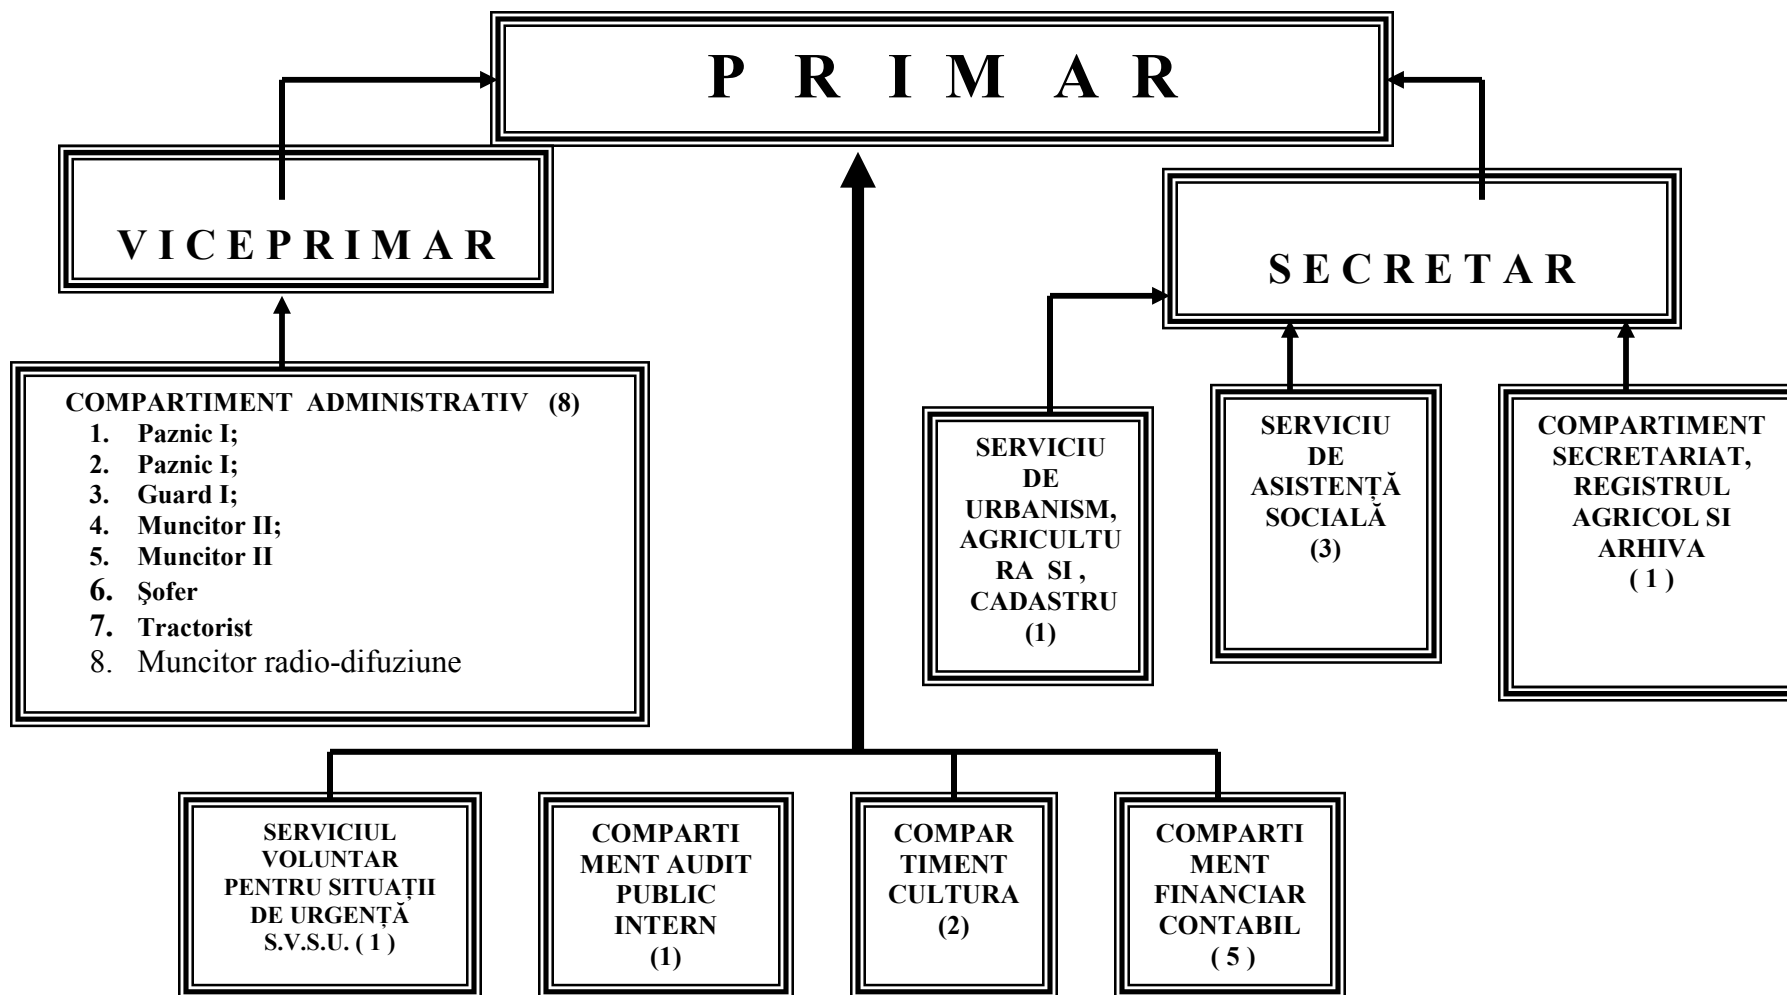 P R I M A R
V I C E P R I M A R
S E C R E T A R
COMPARTIMENT ADMINISTRATIV (8)
1. Paznic I;
2. Paznic I;
3. Guard I;
4. Muncitor II;
5. Muncitor II
6. Şofer
7. Tractorist
8. Muncitor radio-difuziune
SERVICIU
DE
URBANISM,
AGRICULTU
RA SI ,
CADASTRU
(1)
SERVICIU
DE
ASISTENȚĂ
SOCIALĂ
(3)
COMPARTIMENT
SECRETARIAT,
REGISTRUL
AGRICOL SI
ARHIVA
( 1 )
SERVICIUL
VOLUNTAR
PENTRU SITUAȚII
DE URGENȚĂ
S.V.S.U. ( 1 )
COMPARTI
MENT AUDIT
PUBLIC
INTERN
(1)
COMPAR
TIMENT
CULTURA
(2)
COMPARTI
MENT
FINANCIAR
CONTABIL
( 5 )